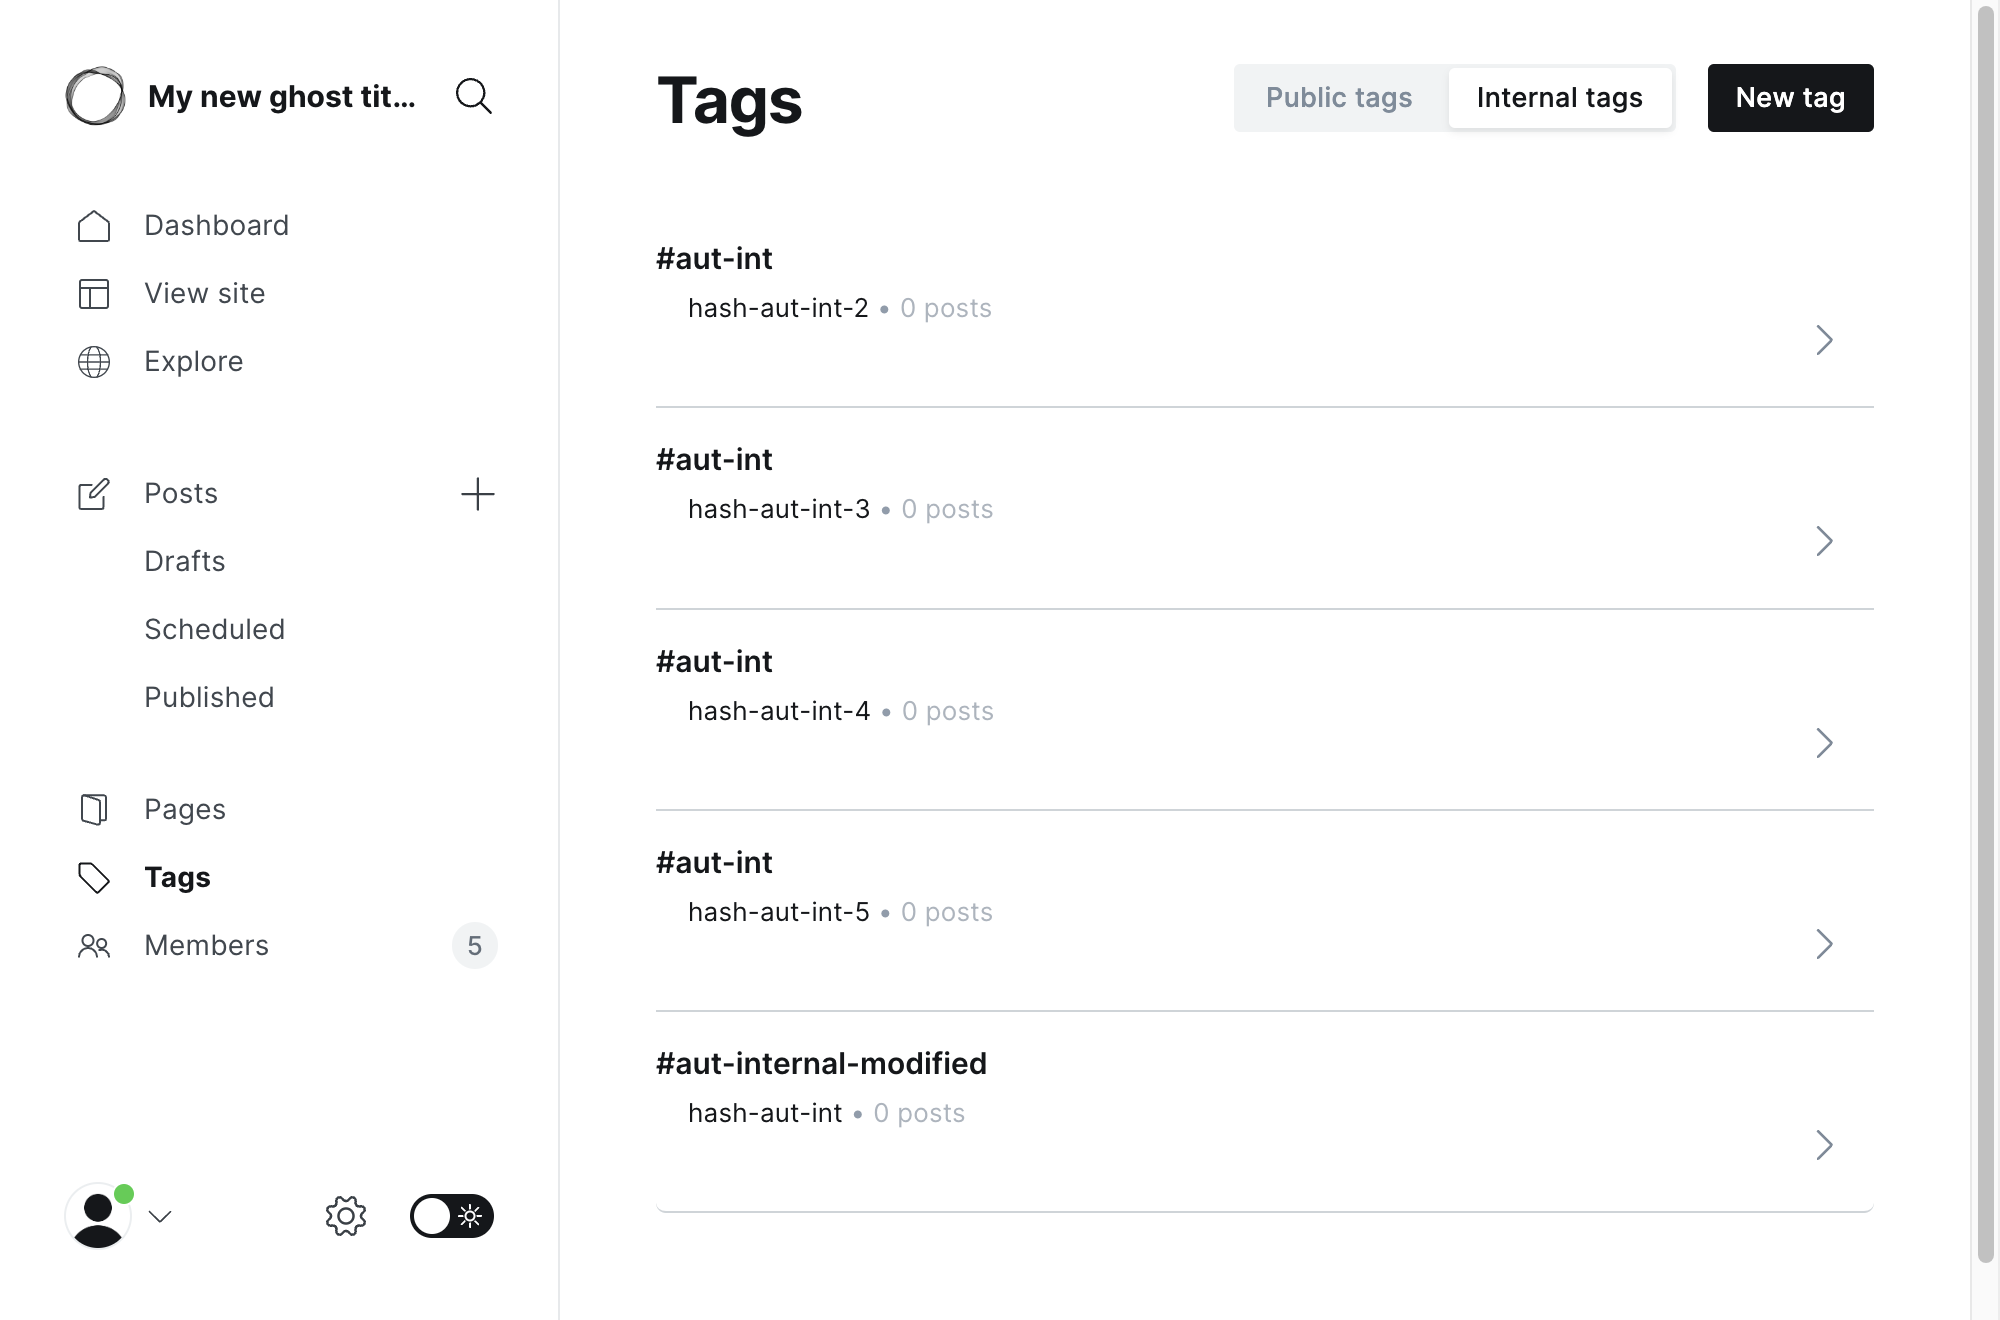 My new ghost tit...
Dashboard
View site
Explore
Posts
Drafts
Scheduled
Published
Pages
Tags
Members 5
Tags
Public tags Internal tags New tag
#aut-int
hash-aut-int-2 • 0 posts
#aut-int
hash-aut-int-3 • 0 posts
#aut-int
hash-aut-int-4 • 0 posts
#aut-int
hash-aut-int-5 • 0 posts
#aut-internal-modified
hash-aut-int • 0 posts